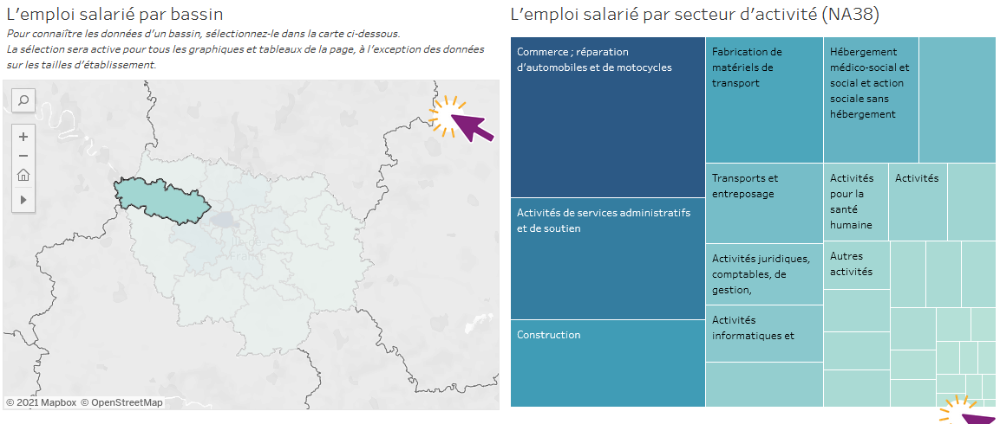 L’emploi salarié par bassin
Pour connaître les données d’un bassin, sélectionnez-le dans la carte ci-dessous.
La sélection sera active pour tous les graphiques et tableaux de la page, à l’exception des données
sur les tailles d’établissement.
Île-de-
France
© 2021 Mapbox © OpenStreetMap
L’emploi salarié par secteur d’activité (NA38)
Commerce ; réparation
d’automobiles et de motocycles
Activités de services administratifs
et de soutien
Construction
Fabrication de
matériels de
transport
Transports et
entreposage
Activités juridiques,
comptables, de
gestion,
Activités
informatiques et
Hébergement
médico-social et
social et action
sociale sans
hébergement
Activités
pour la
santé
humaine
Activités
Autres
activités